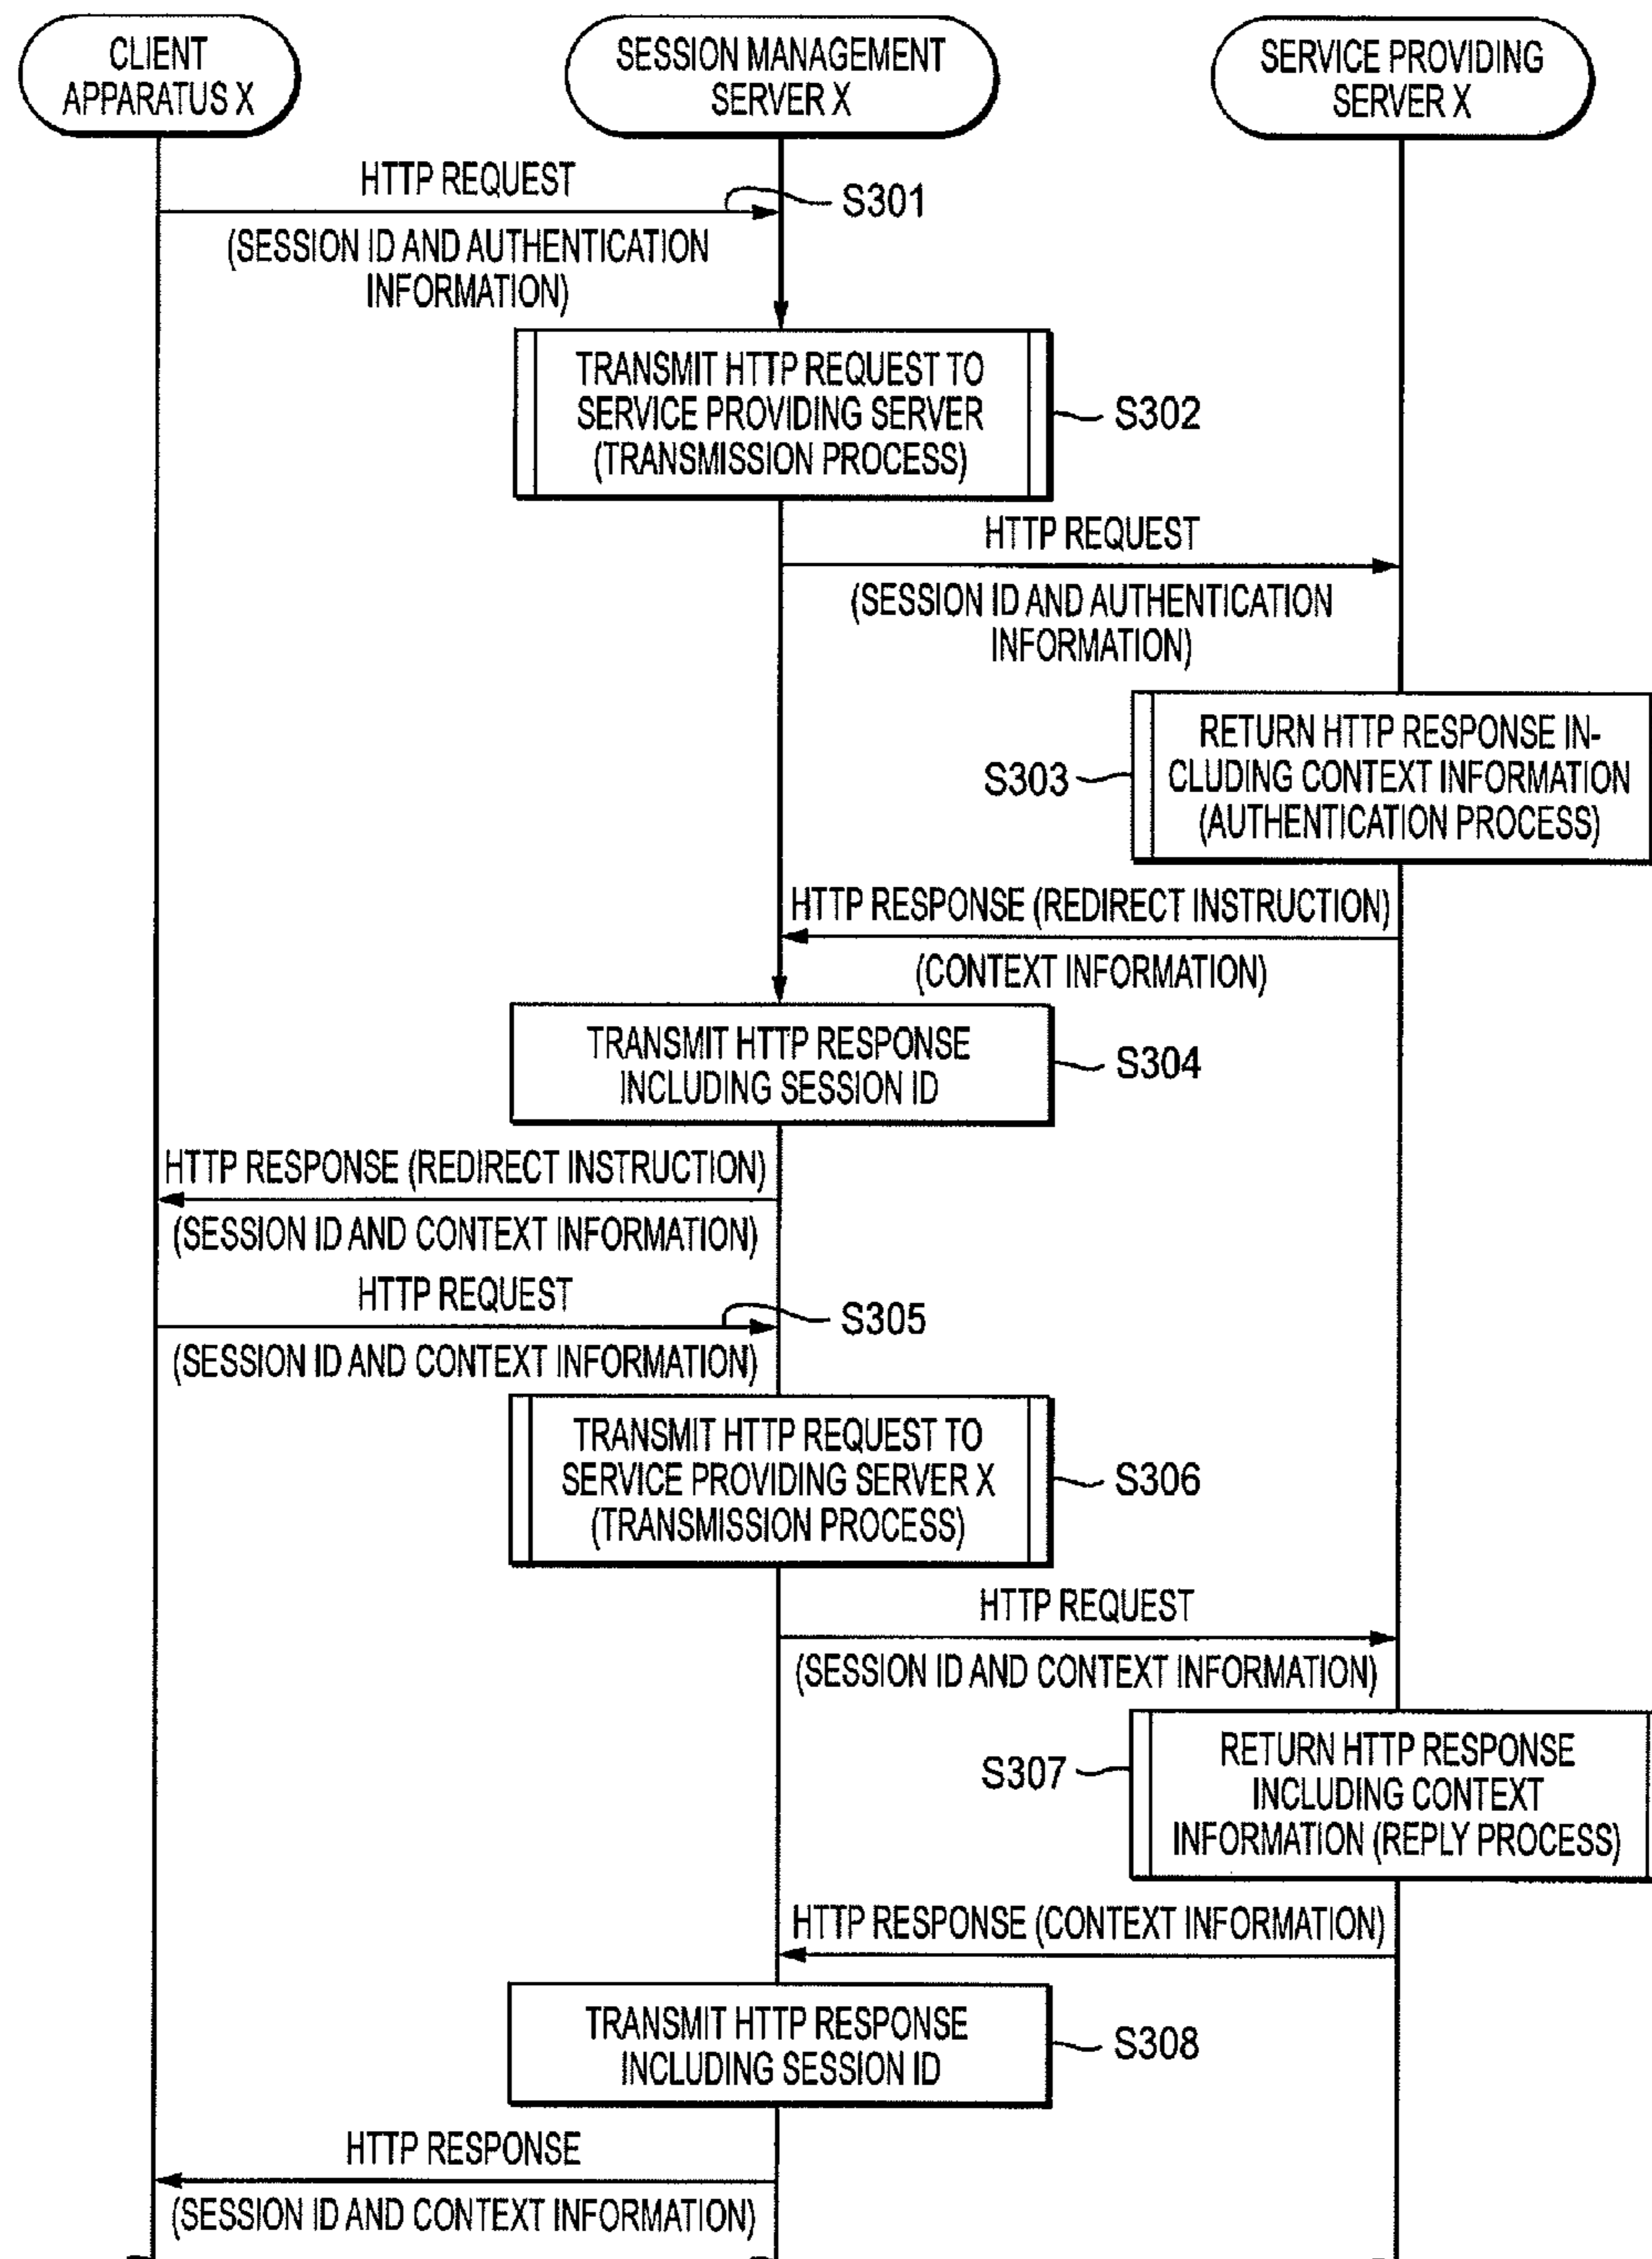 CLIENT
APPARATUS X
SESSION MANAGEMENT
SERVER X
SERVICE PROVIDING
SERVER X
HTTP REQUEST
S301
(SESSION ID AND AUTHENTICATION
INFORMATION)
TRANSMIT HTTP REQUEST TO
SERVICE PROVIDING SERVER
(TRANSMISSION PROCESS)
S302
HTTP REQUEST
(SESSION ID AND AUTHENTICATION
INFORMATION)
RETURN HTTP RESPONSE IN-
CLUDING CONTEXT INFORMATION
(AUTHENTICATION PROCESS)
S303
HTTP RESPONSE (REDIRECT INSTRUCTION)
(CONTEXT INFORMATION)
TRANSMIT HTTP RESPONSE
INCLUDING SESSION ID
S304
HTTP RESPONSE (REDIRECT INSTRUCTION)
(SESSION ID AND CONTEXT INFORMATION)
HTTP REQUEST
S305
(SESSION ID AND CONTEXT INFORMATION)
TRANSMIT HTTP REQUEST TO
SERVICE PROVIDING SERVER X
(TRANSMISSION PROCESS)
S306
HTTP REQUEST
(SESSION ID AND CONTEXT INFORMATION)
RETURN HTTP RESPONSE
INCLUDING CONTEXT
INFORMATION (REPLY PROCESS)
S307
HTTP RESPONSE (CONTEXT INFORMATION)
TRANSMIT HTTP RESPONSE
INCLUDING SESSION ID
S308
HTTP RESPONSE
(SESSION ID AND CONTEXT INFORMATION)